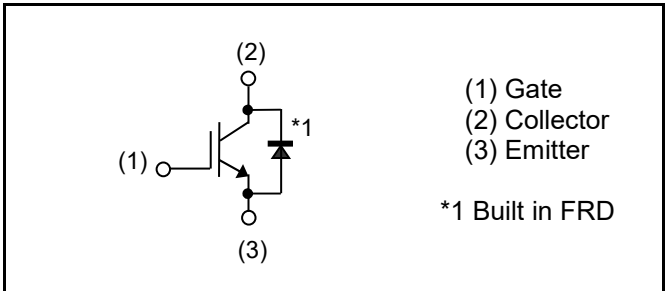 (2)
*1
(1)
(3)
(1) Gate
(2) Collector
(3) Emitter
*1 Built in FRD